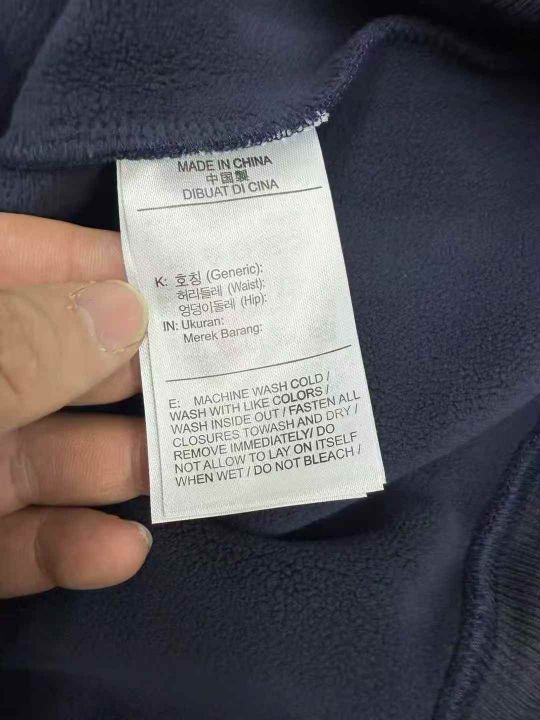 MADE IN CHINA
中国製
DIBUAT DI CINA
K: 호칭 (Generic):
허리둘레 (Waist):
엉덩이둘레 (Hip):
IN: Ukuran:
Merek Barang:
E: MACHINE WASH COLD /
WASH WITH LIKE COLORS /
WASH INSIDE OUT / FASTEN ALL
CLOSURES TOWASH AND DRY /
REMOVE IMMEDIATELY/ DO
NOT ALLOW TO LAY ON ITSELF
WHEN WET / DO NOT BLEACH /